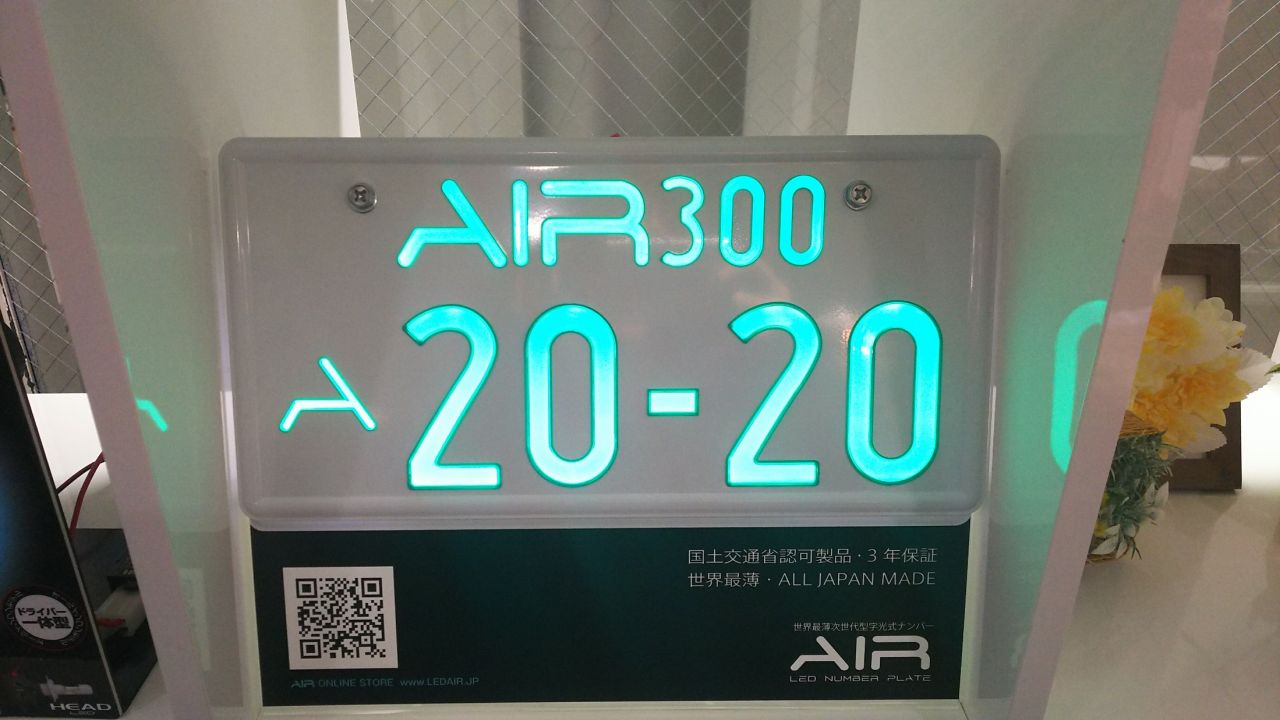 AIR300
A 20-20
国土交通省認可製品・3年保証
世界最薄・ALL JAPAN MADE
世界最薄次世代型字光式ナンバー
AIR
LED NUMBER PLATE
AIR ONLINE STORE www.LEDAIR.JP
ドライバー
一体型
HEAD
LED